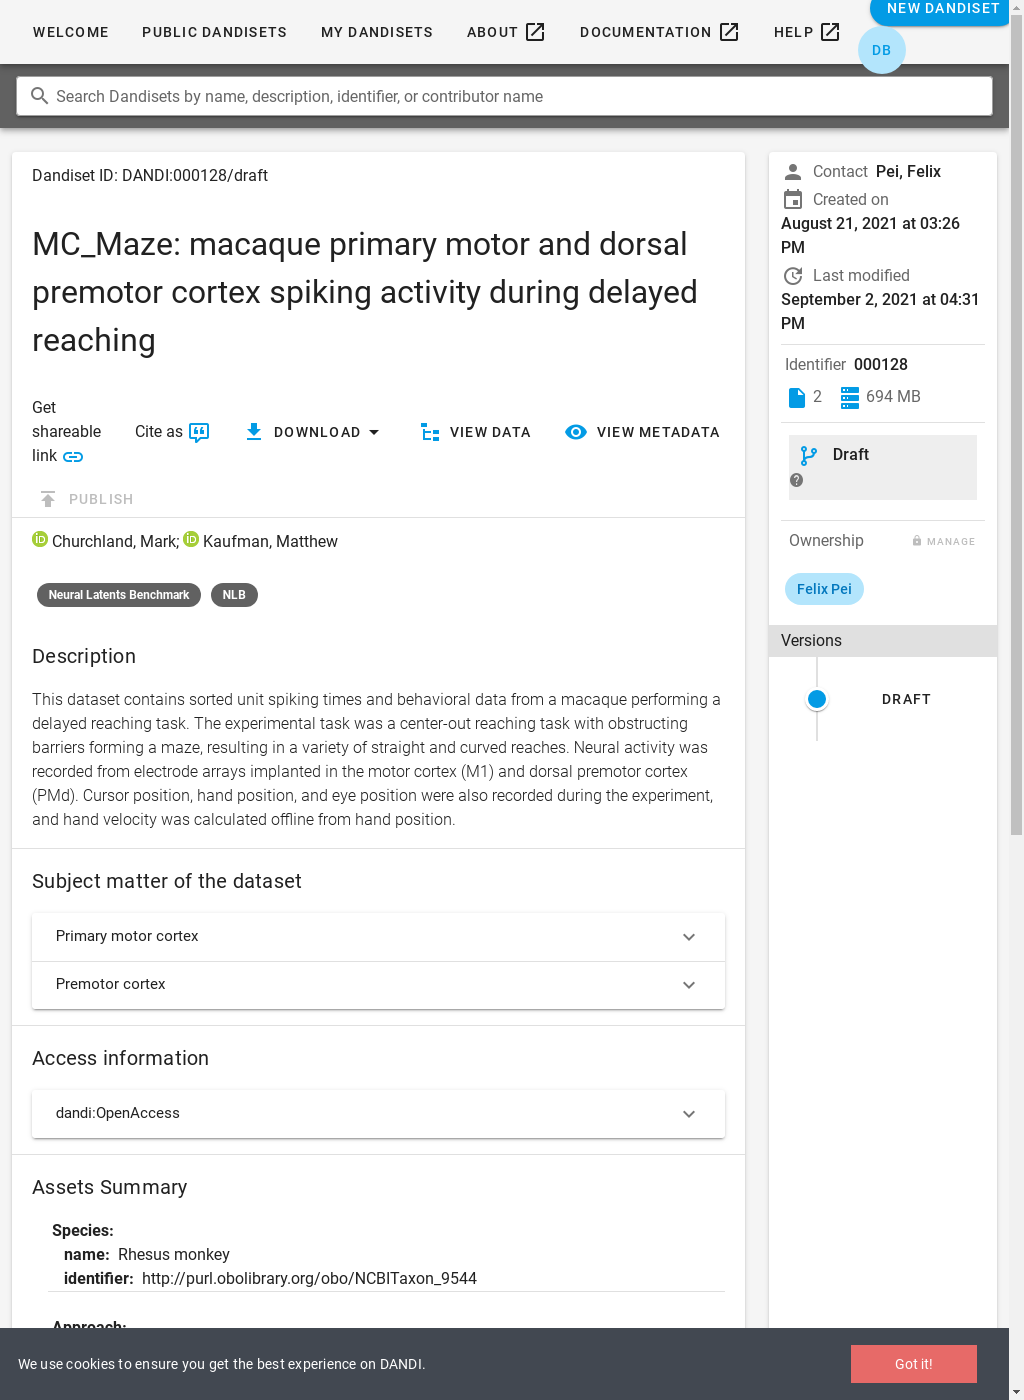 WELCOME
PUBLIC DANDISETS
MY DANDISETS
ABOUT
DOCUMENTATION
HELP
NEW DANDISET
DB
Search Dandisets by name, description, identifier, or contributor name
Dandiset ID: DANDI:000128/draft
MC_Maze: macaque primary motor and dorsal
premotor cortex spiking activity during delayed
reaching
Get
shareable
link
Cite as
DOWNLOAD
VIEW DATA
VIEW METADATA
PUBLISH
iD Churchland, Mark; iD Kaufman, Matthew
Neural Latents Benchmark
NLB
Description
This dataset contains sorted unit spiking times and behavioral data from a macaque performing a
delayed reaching task. The experimental task was a center-out reaching task with obstructing
barriers forming a maze, resulting in a variety of straight and curved reaches. Neural activity was
recorded from electrode arrays implanted in the motor cortex (M1) and dorsal premotor cortex
(PMd). Cursor position, hand position, and eye position were also recorded during the experiment,
and hand velocity was calculated offline from hand position.
Subject matter of the dataset
Primary motor cortex
Premotor cortex
Access information
dandi:OpenAccess
Assets Summary
Species:
name: Rhesus monkey
identifier: http://purl.obolibrary.org/obo/NCBITaxon_9544
Approach:
Contact Pei, Felix
Created on
August 21, 2021 at 03:26
PM
Last modified
September 2, 2021 at 04:31
PM
Identifier 000128
2
694 MB
Draft
Ownership
MANAGE
Felix Pei
Versions
DRAFT
We use cookies to ensure you get the best experience on DANDI.
Got it!